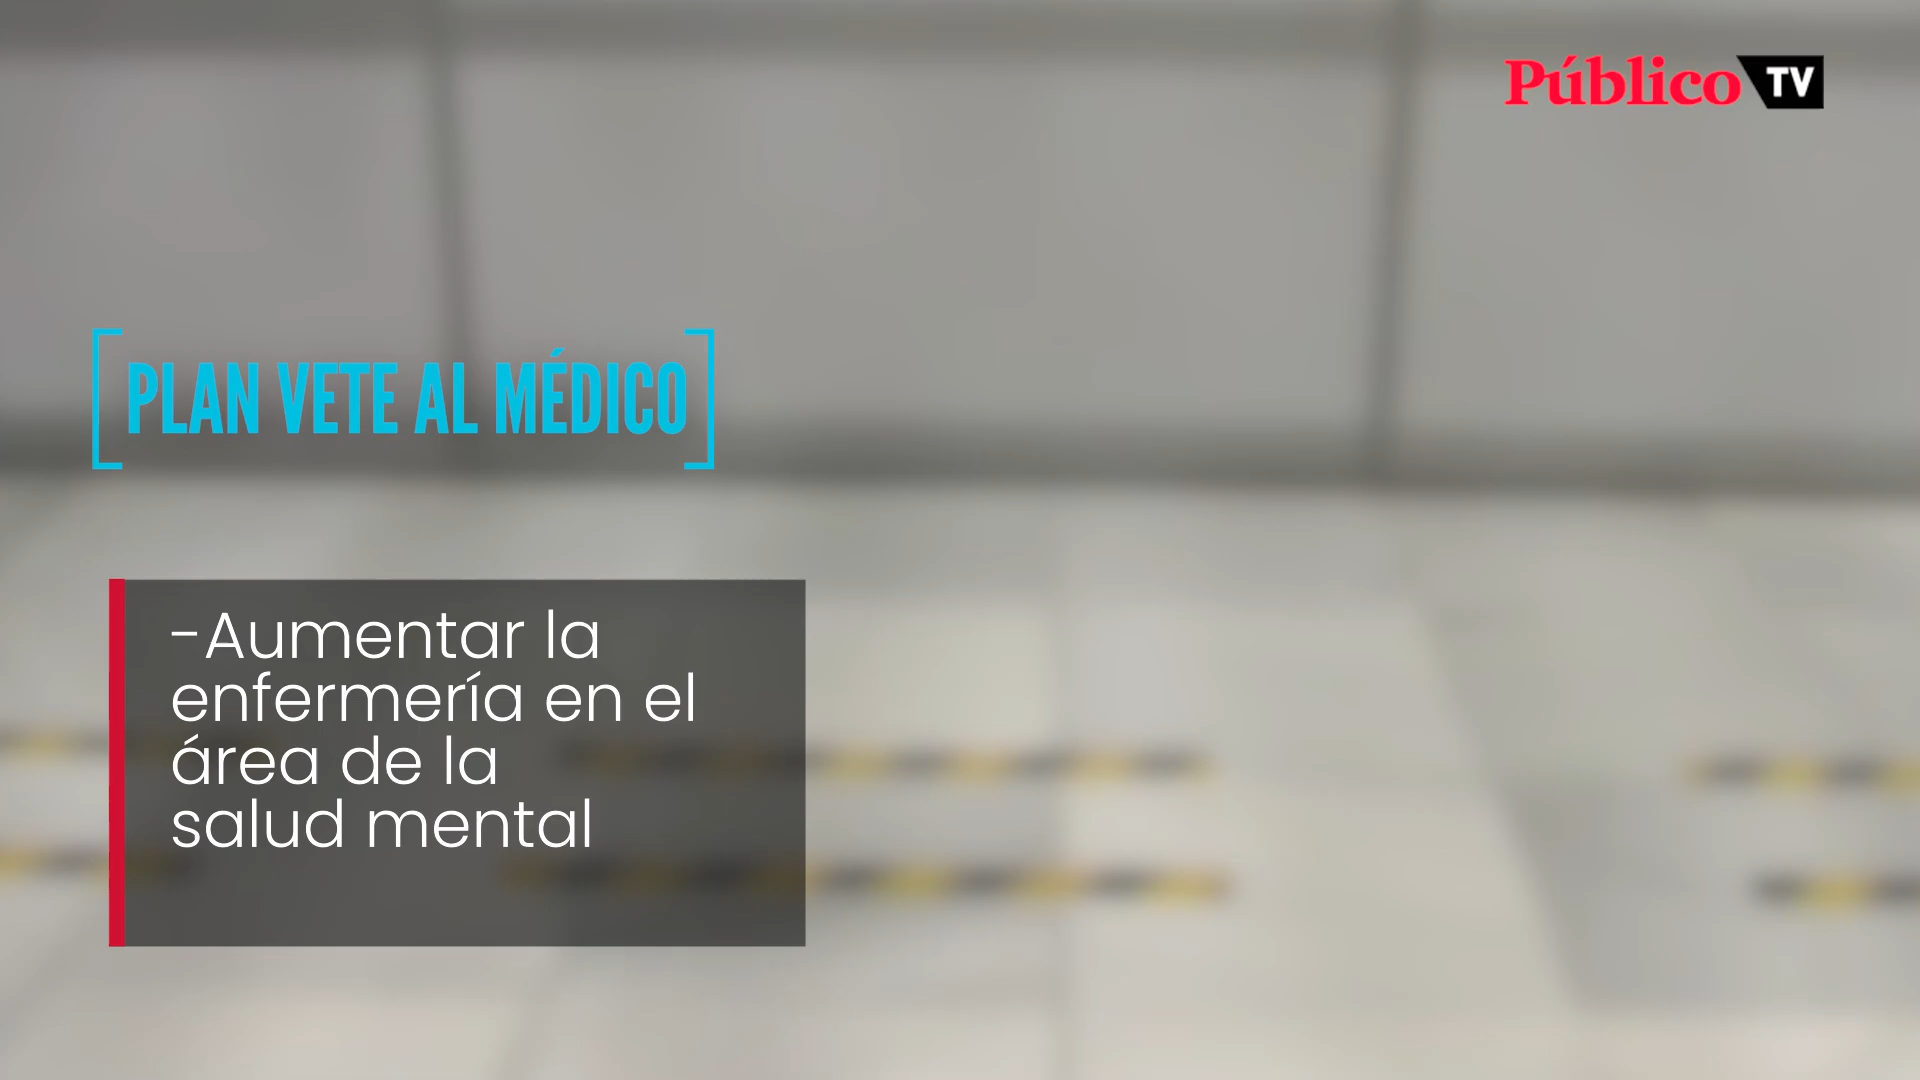 Público TV
PLAN VETE AL MÉDICO
-Aumentar la
enfermería en el
área de la
salud mental